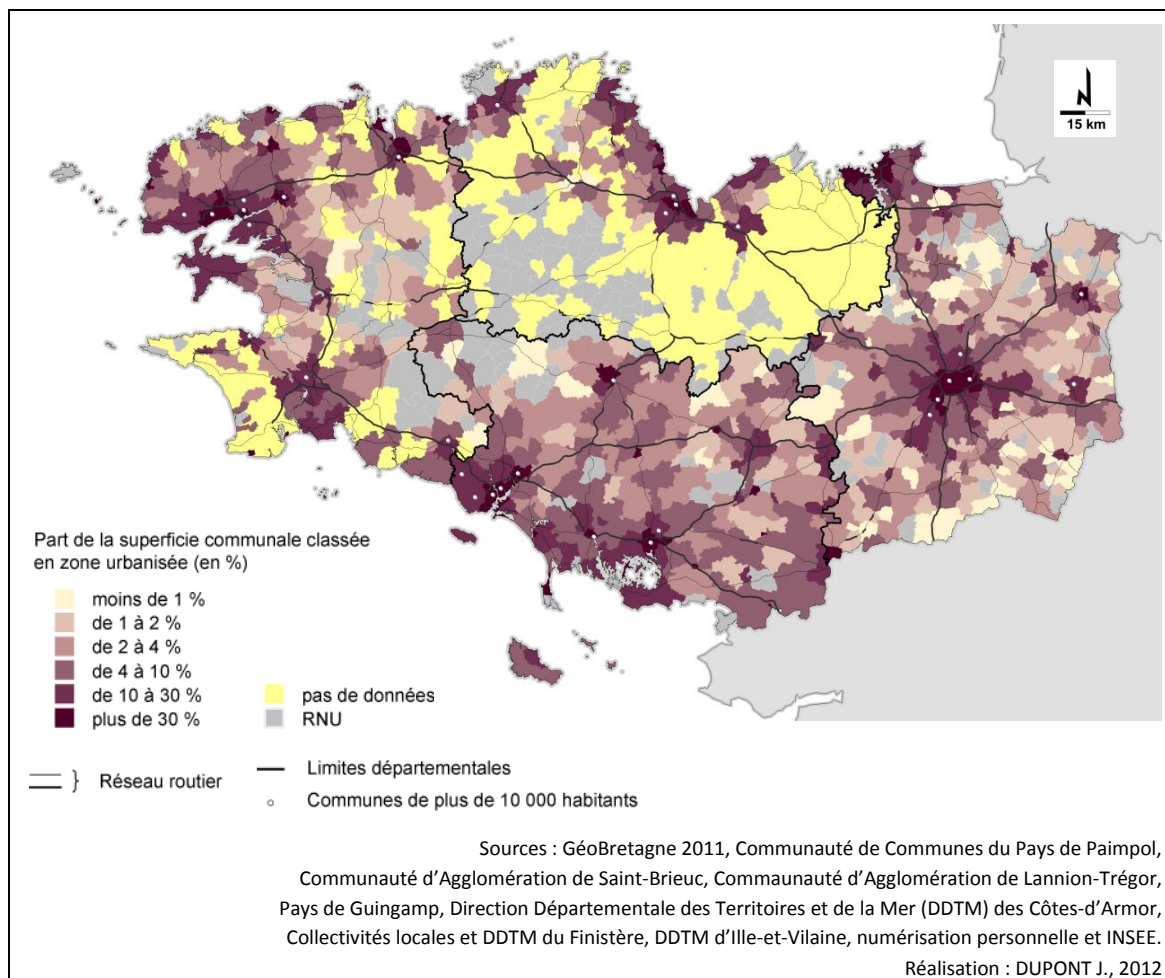 N
15 km
Part de la superficie communale classée
en zone urbanisée (en %)
moins de 1 %
de 1 à 2 %
de 2 à 4 %
de 4 à 10 %
de 10 à 30 %
plus de 30 %
pas de données
RNU
Réseau routier
Limites départementales
Communes de plus de 10 000 habitants
Sources : GéoBretagne 2011, Communauté de Communes du Pays de Paimpol,
Communauté d’Agglomération de Saint-Brieuc, Commaunauté d’Agglomération de Lannion-Trégor,
Pays de Guingamp, Direction Départementale des Territoires et de la Mer (DDTM) des Côtes-d’Armor,
Collectivités locales et DDTM du Finistère, DDTM d’Ille-et-Vilaine, numérisation personnelle et INSEE.
Réalisation : DUPONT J., 2012